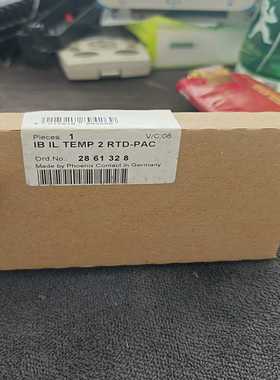 Pieces: 1 V/C:06
IB IL TEMP 2 RTD-PAC
Ord.No.: 28 61 32 8
Made by Phoenix Contact in Germany